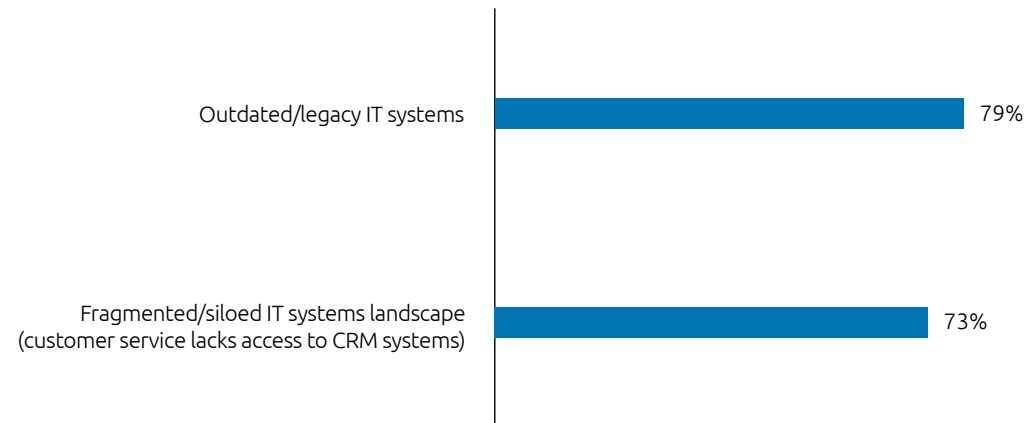 Outdated/legacy IT systems
79%
Fragmented/siloed IT systems landscape
(customer service lacks access to CRM systems)
73%